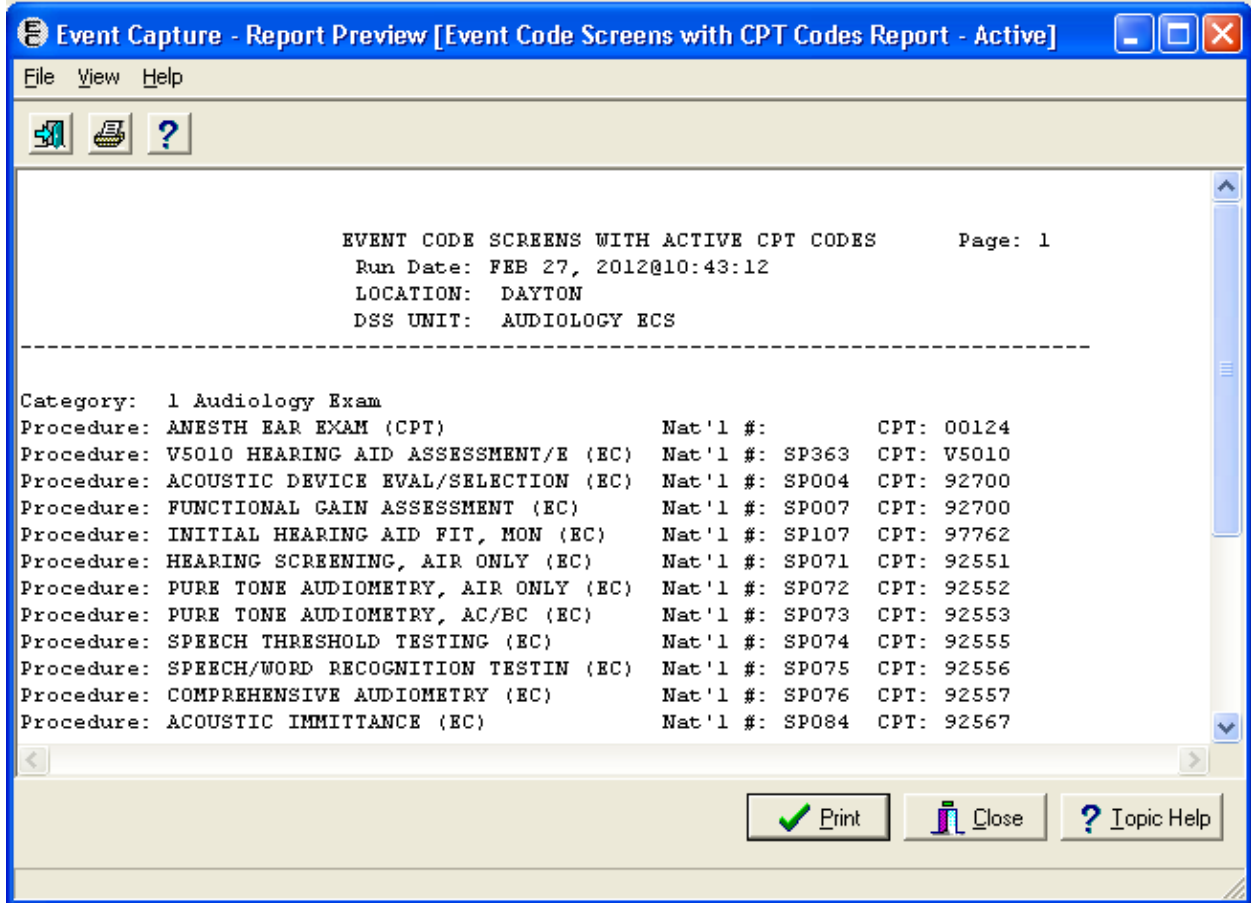 Event Capture - Report Preview [Event Code Screens with CPT Codes Report - Active]
File View Help
EVENT CODE SCREENS WITH ACTIVE CPT CODES Page: 1
Run Date: FEB 27, 2012@10:43:12
LOCATION: DAYTON
DSS UNIT: AUDIOLOGY ECS
--------------------------------------------------------------------------------
Category: 1 Audiology Exam
Procedure: ANESTH EAR EXAM (CPT) Nat'l #: CPT: 00124
Procedure: V5010 HEARING AID ASSESSMENT/E (EC) Nat'l #: SP363 CPT: V5010
Procedure: ACOUSTIC DEVICE EVAL/SELECTION (EC) Nat'l #: SP004 CPT: 92700
Procedure: FUNCTIONAL GAIN ASSESSMENT (EC) Nat'l #: SP007 CPT: 92700
Procedure: INITIAL HEARING AID FIT, MON (EC) Nat'l #: SP107 CPT: 97762
Procedure: HEARING SCREENING, AIR ONLY (EC) Nat'l #: SP071 CPT: 92551
Procedure: PURE TONE AUDIOMETRY, AIR ONLY (EC) Nat'l #: SP072 CPT: 92552
Procedure: PURE TONE AUDIOMETRY, AC/BC (EC) Nat'l #: SP073 CPT: 92553
Procedure: SPEECH THRESHOLD TESTING (EC) Nat'l #: SP074 CPT: 92555
Procedure: SPEECH/WORD RECOGNITION TESTIN (EC) Nat'l #: SP075 CPT: 92556
Procedure: COMPREHENSIVE AUDIOMETRY (EC) Nat'l #: SP076 CPT: 92557
Procedure: ACOUSTIC IMMITTANCE (EC) Nat'l #: SP084 CPT: 92567
Print Close ? Topic Help